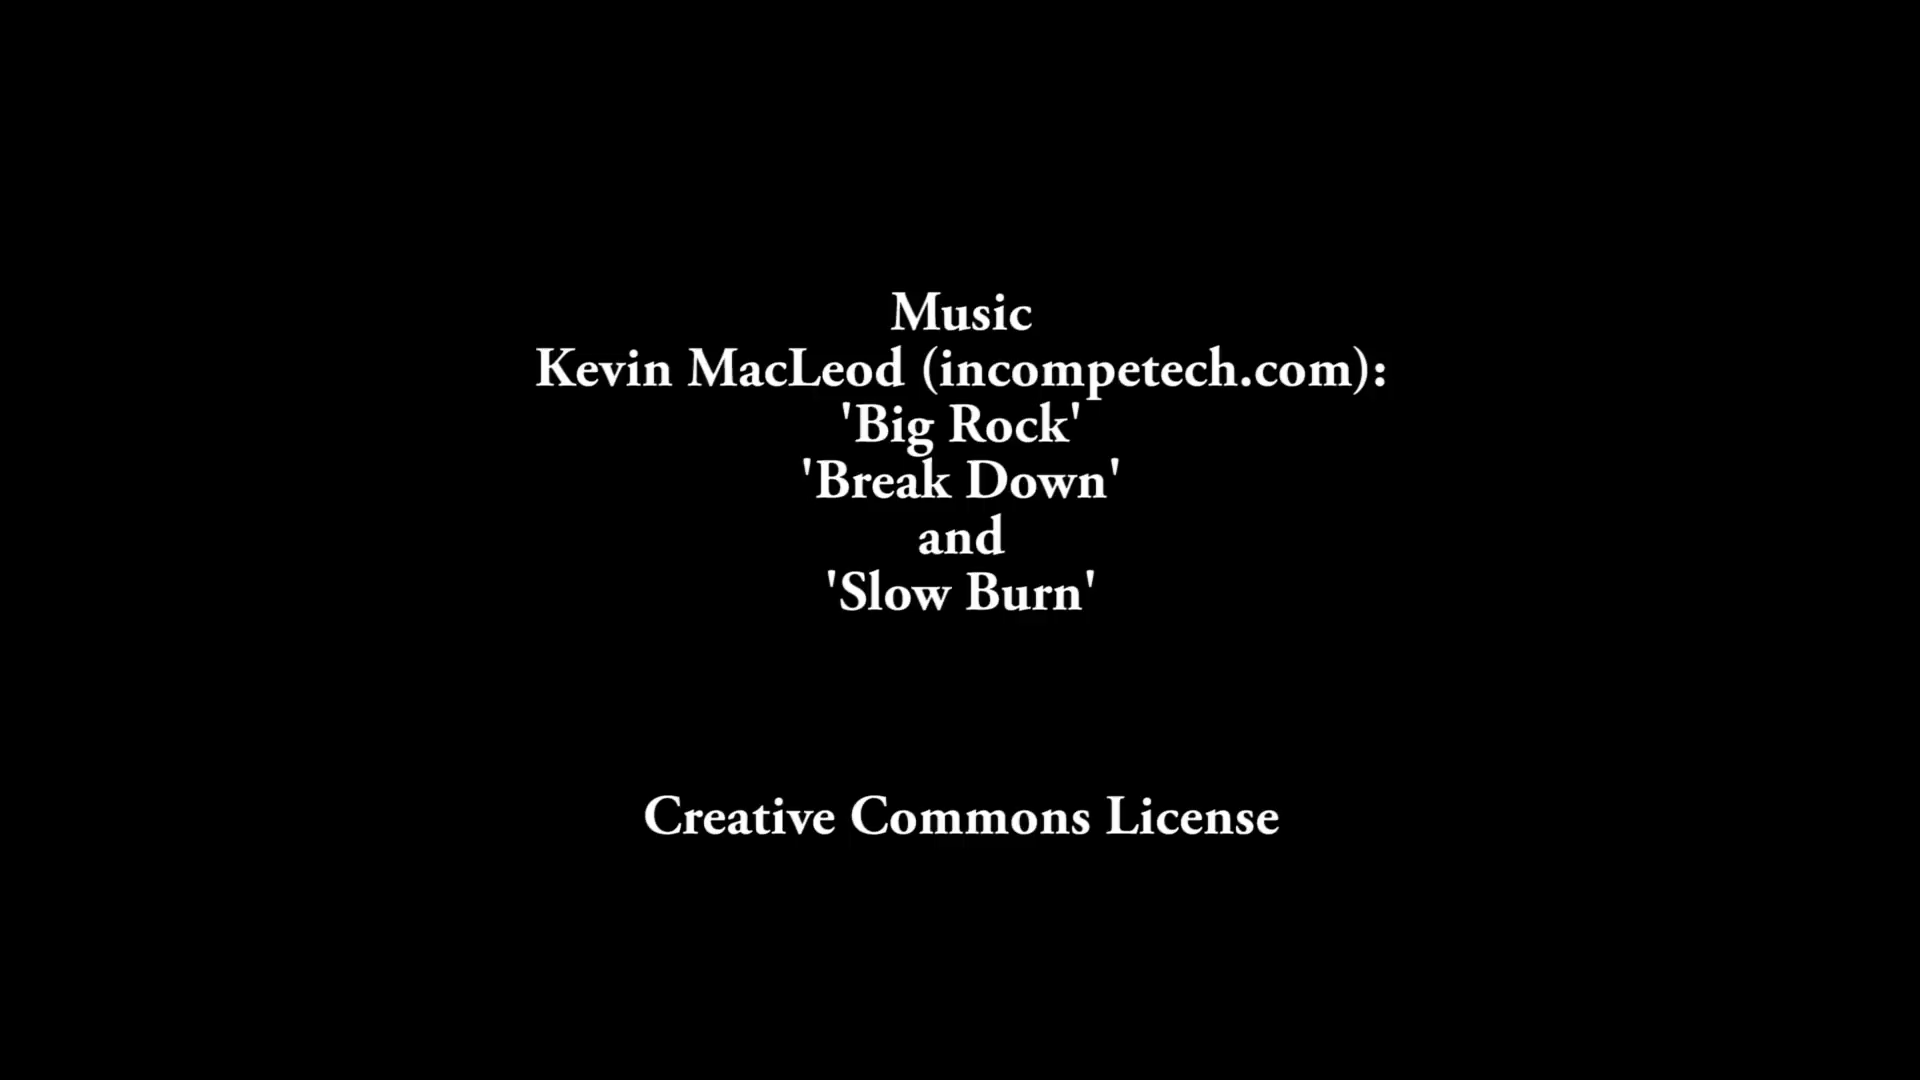 Music
Kevin MacLeod (incompetech.com):
'Big Rock'
'Break Down'
and
'Slow Burn'
Creative Commons License